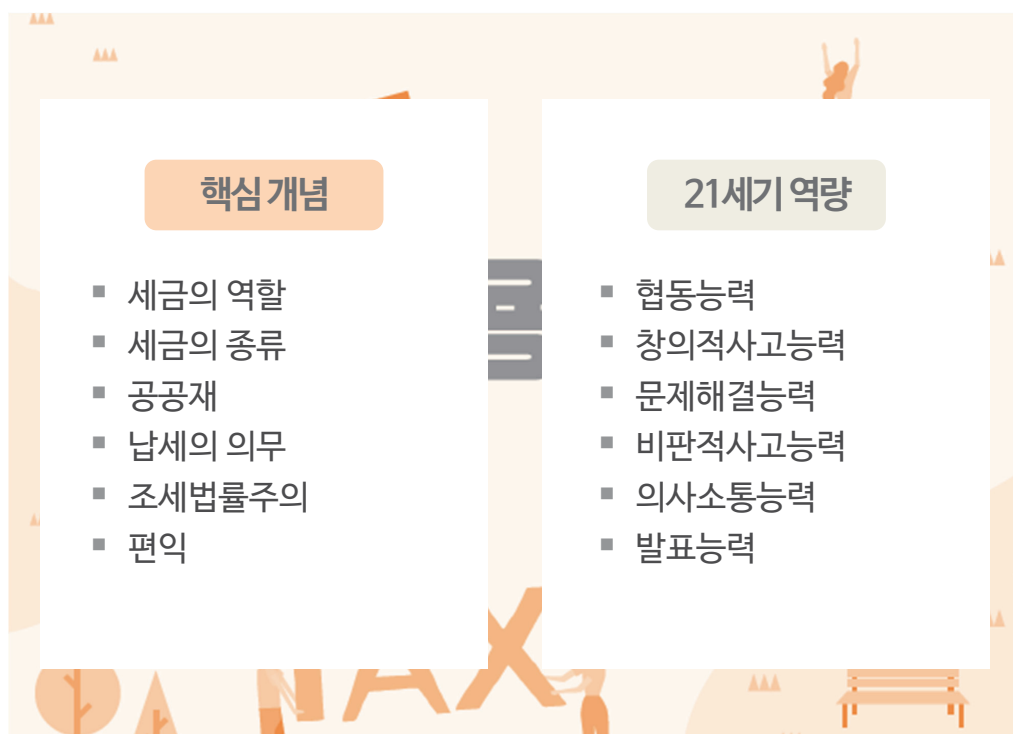 핵심 개념
세금의 역할
세금의 종류
공공재
납세의 의무
조세법률주의
편익
21세기 역량
협동능력
창의적사고능력
문제해결능력
비판적사고능력
의사소통능력
발표능력
TAX